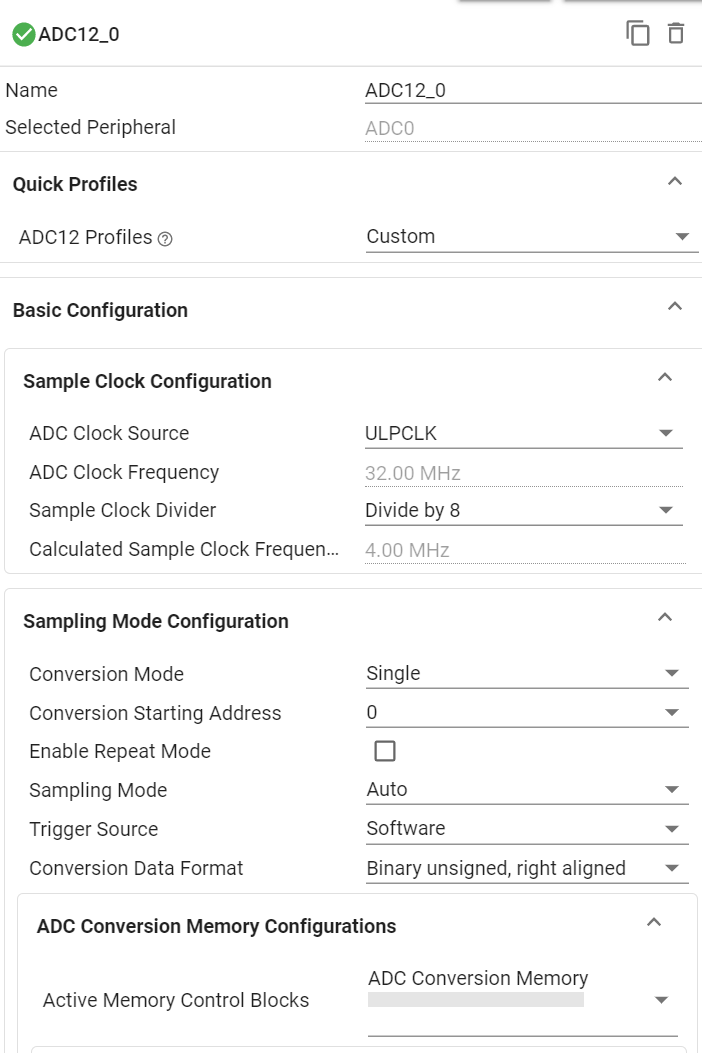 ADC12_0
Name ADC12_0
Selected Peripheral ADC0
Quick Profiles
ADC12 Profiles Custom
Basic Configuration
Sample Clock Configuration
ADC Clock Source ULPCLK
ADC Clock Frequency 32.00 MHz
Sample Clock Divider Divide by 8
Calculated Sample Clock Frequen... 4.00 MHz
Sampling Mode Configuration
Conversion Mode Single
Conversion Starting Address 0
Enable Repeat Mode
Sampling Mode Auto
Trigger Source Software
Conversion Data Format Binary unsigned, right aligned
ADC Conversion Memory Configurations
ADC Conversion Memory
Active Memory Control Blocks